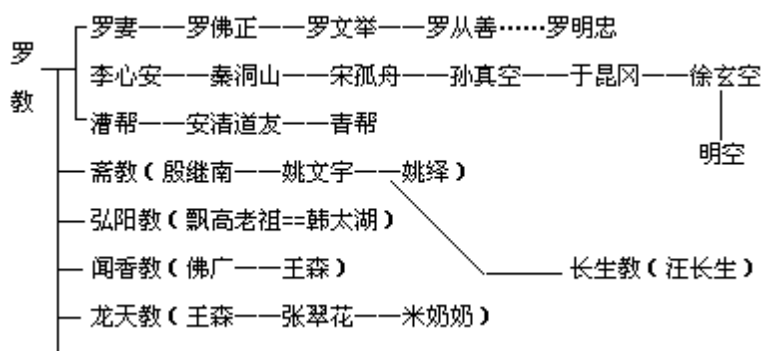 罗妻——罗佛正——罗文举——罗从善……罗明忠
罗教
李心安——秦洞山——宋孤舟——孙真空——于昆冈——徐玄空
明空
漕帮——安清道友——青帮
斋教(殷继南——姚文宇——姚绎)
弘阳教(飘高老祖==韩太湖)
闻香教(佛广——王森)
长生教(汪长生)
龙天教(王森——张翠花——米奶奶)